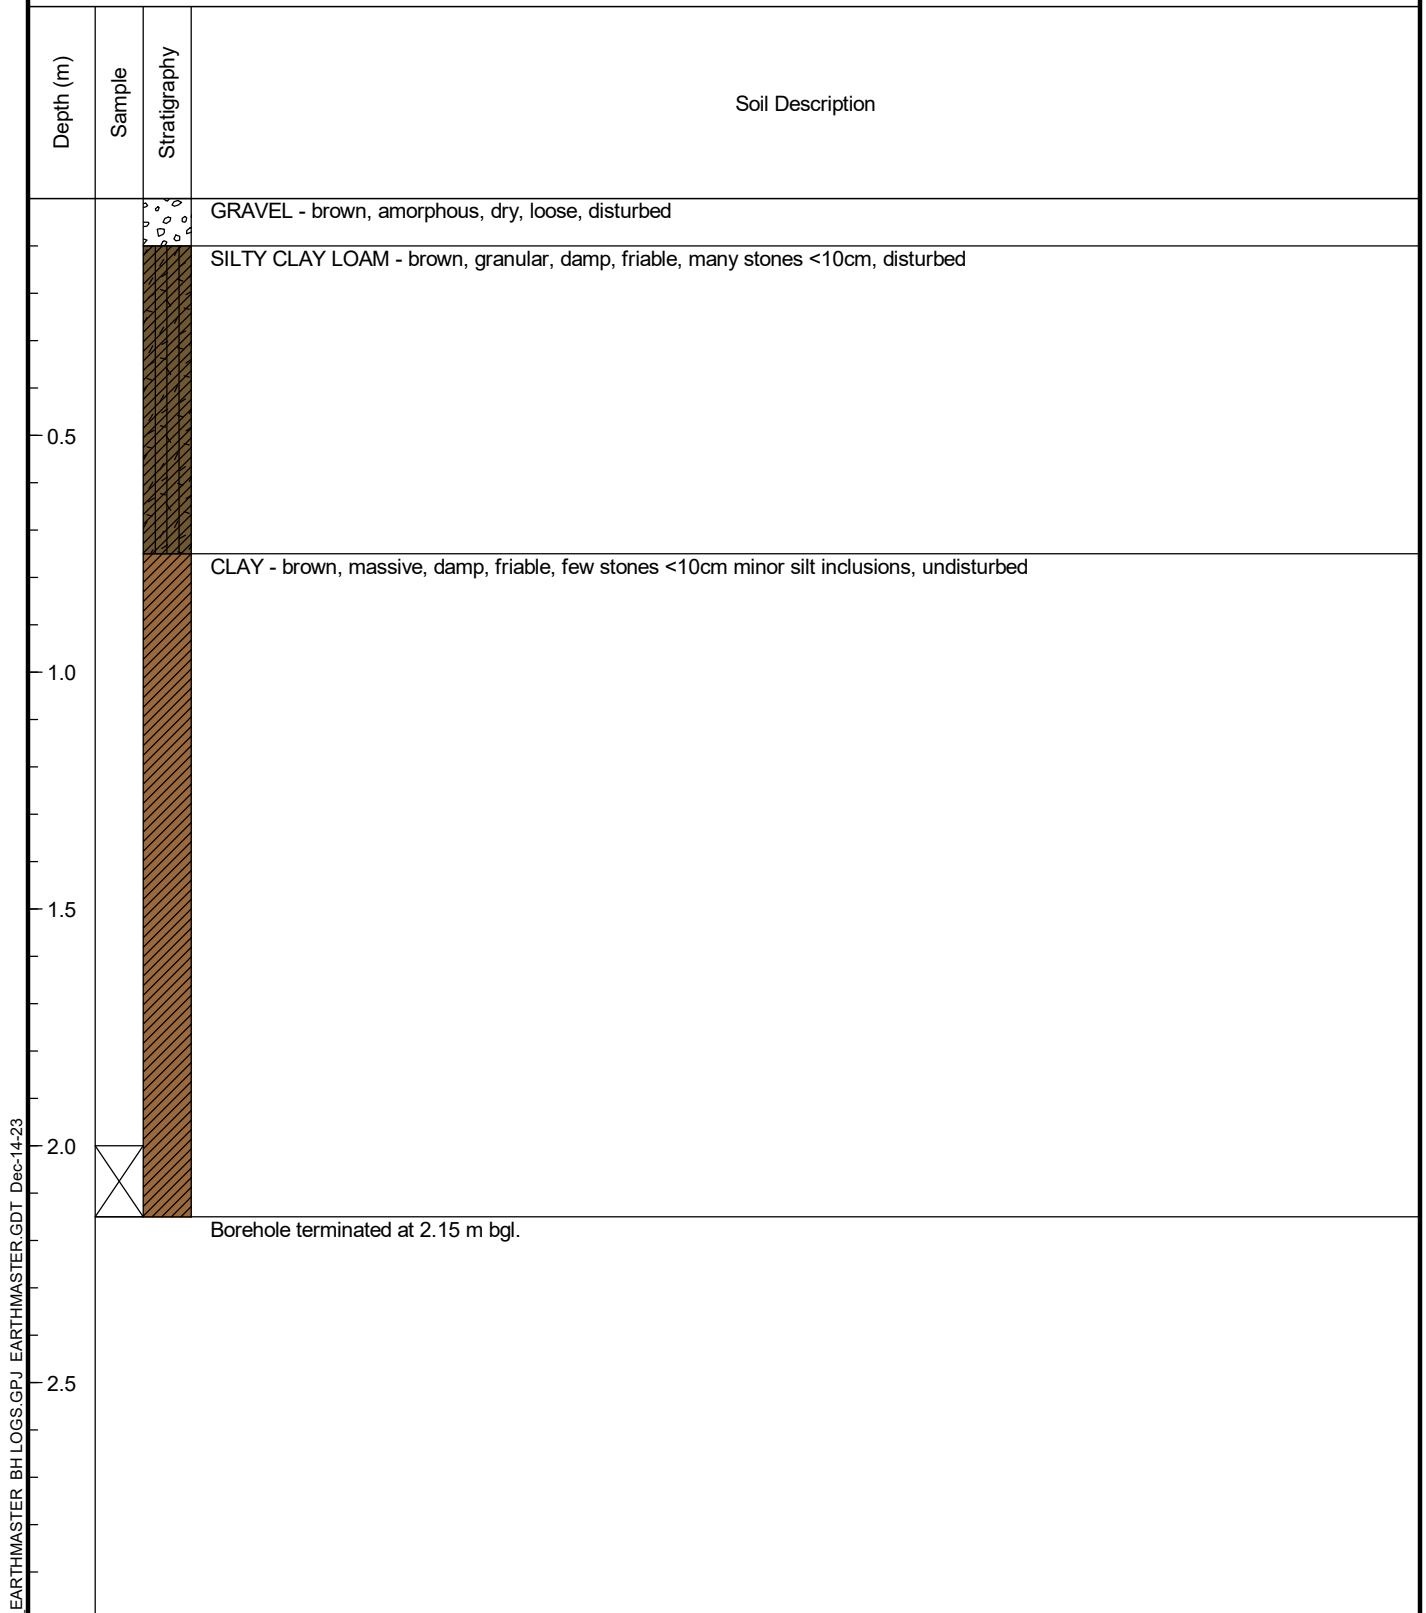 Depth (m)
Sample
Stratigraphy
Soil Description
GRAVEL - brown, amorphous, dry, loose, disturbed
SILTY CLAY LOAM - brown, granular, damp, friable, many stones <10cm, disturbed
0.5
CLAY - brown, massive, damp, friable, few stones <10cm minor silt inclusions, undisturbed
1.0
1.5
2.0
Borehole terminated at 2.15 m bgl.
2.5
EARTHMASTER BH LOGS.GPJ EARTHMASTER.GDT Dec-14-23